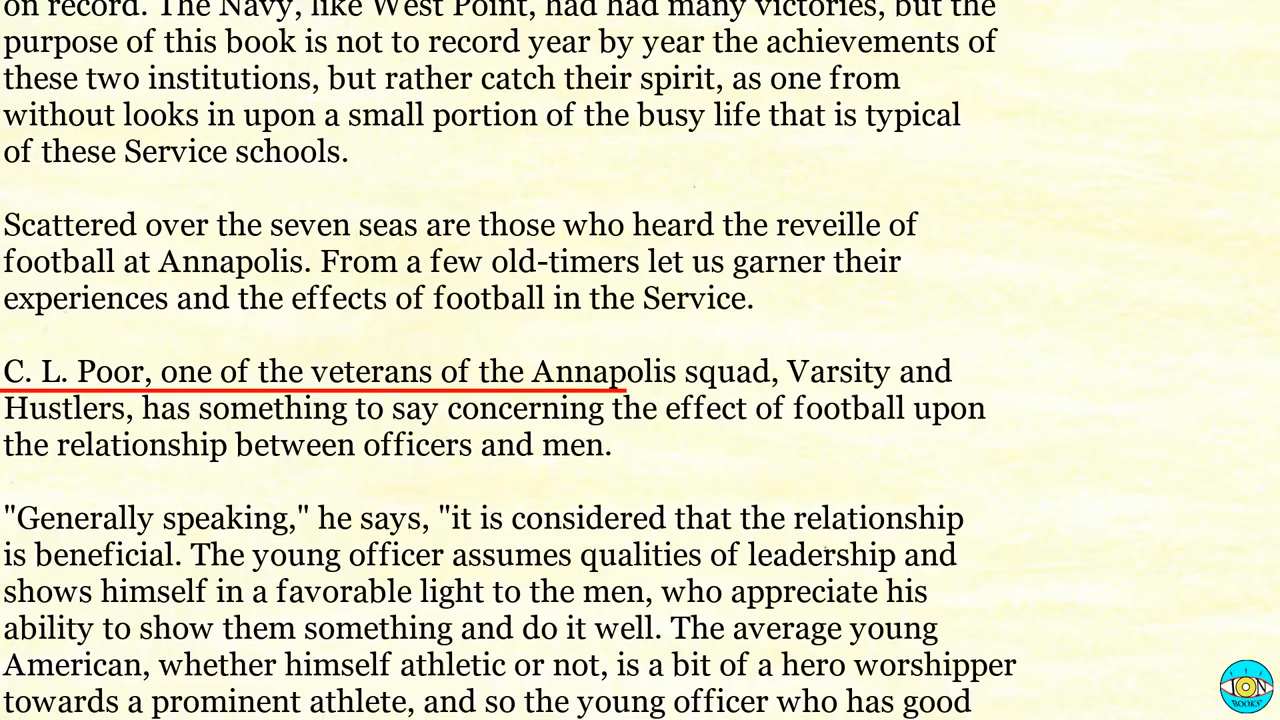 on record. The Navy, like West Point, had had many victories, but the
purpose of this book is not to record year by year the achievements of
these two institutions, but rather catch their spirit, as one from
without looks in upon a small portion of the busy life that is typical
of these Service schools.
Scattered over the seven seas are those who heard the reveille of
football at Annapolis. From a few old-timers let us garner their
experiences and the effects of football in the Service.
C. L. Poor, one of the veterans of the Annapolis squad, Varsity and
Hustlers, has something to say concerning the effect of football upon
the relationship between officers and men.
"Generally speaking," he says, "it is considered that the relationship
is beneficial. The young officer assumes qualities of leadership and
shows himself in a favorable light to the men, who appreciate his
ability to show them something and do it well. The average young
American, whether himself athletic or not, is a bit of a hero worshipper
towards a prominent athlete, and so the young officer who has good
ION
BOOKS